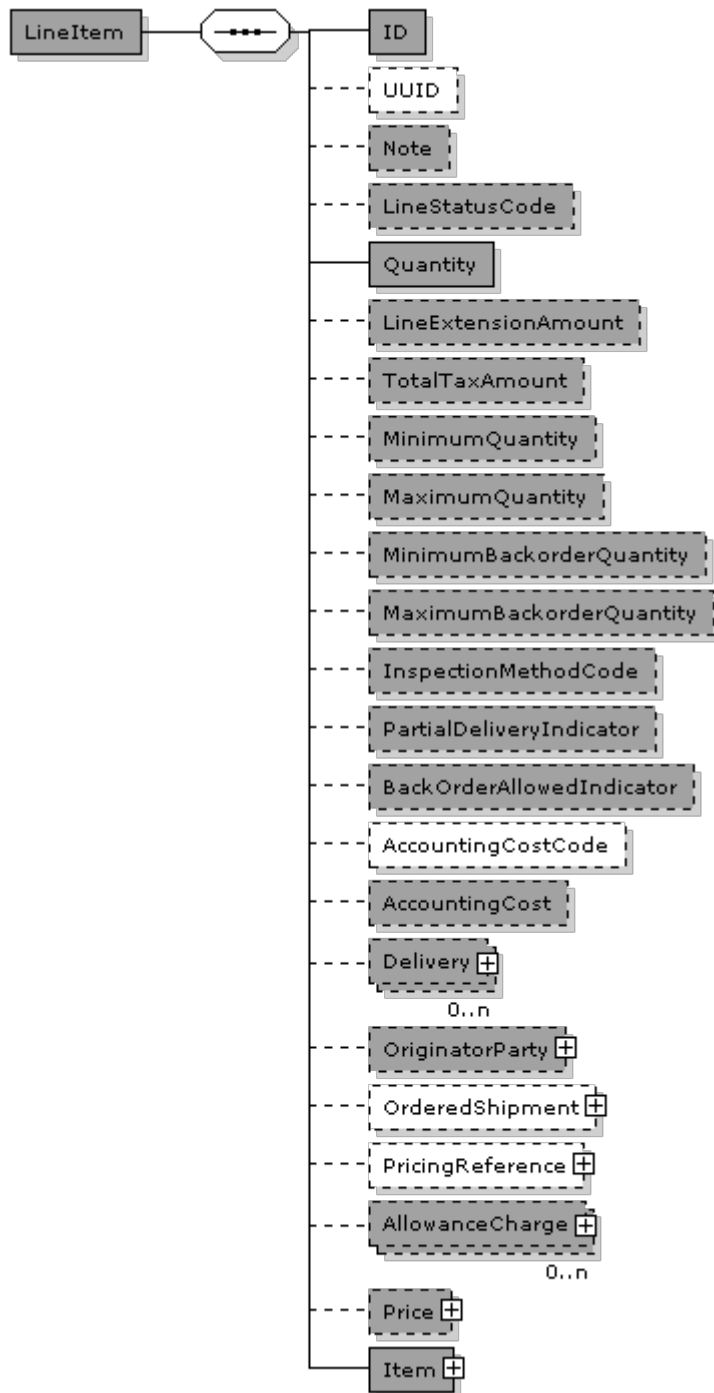 LineItem
ID
UUID
Note
LineStatusCode
Quantity
LineExtensionAmount
TotalTaxAmount
MinimumQuantity
MaximumQuantity
MinimumBackorderQuantity
MaximumBackorderQuantity
InspectionMethodCode
PartialDeliveryIndicator
BackOrderAllowedIndicator
AccountingCostCode
AccountingCost
Delivery
0..n
OriginatorParty
OrderedShipment
PricingReference
AllowanceCharge
0..n
Price
Item